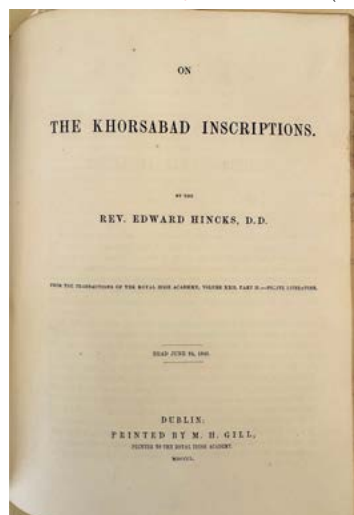 ON
THE KHORSABAD INSCRIPTIONS.
BY THE
REV. EDWARD HINCKS, D.D.
FROM THE TRANSACTIONS OF THE ROYAL IRISH ACADEMY, VOLUME XXII. PART II.—POLITE LITERATURE.
READ JUNE 25, 1849.
DUBLIN:
PRINTED BY M. H. GILL,
PRINTER TO THE ROYAL IRISH ACADEMY.
MDCCCL.